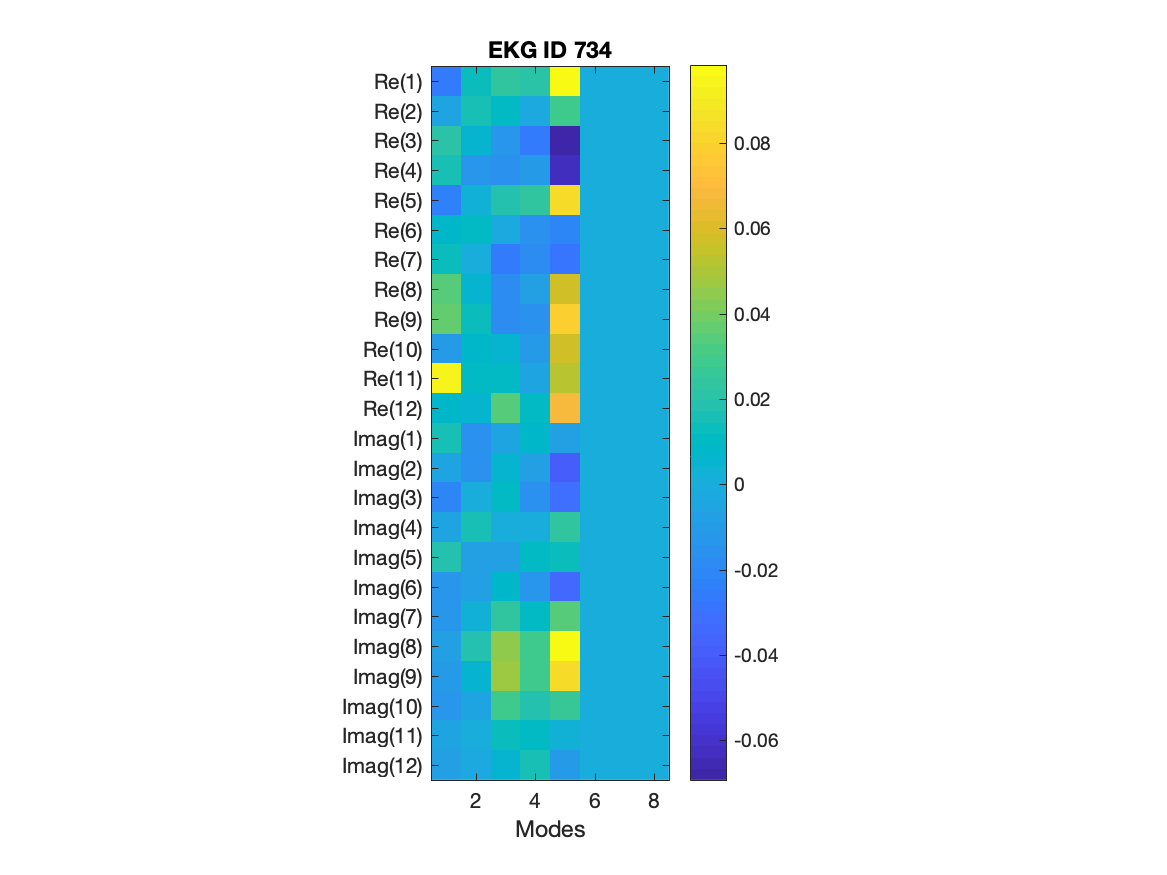 EKG ID 734
Re(1)
Re(2)
Re(3)
Re(4)
Re(5)
Re(6)
Re(7)
Re(8)
Re(9)
Re(10)
Re(11)
Re(12)
Imag(1)
Imag(2)
Imag(3)
Imag(4)
Imag(5)
Imag(6)
Imag(7)
Imag(8)
Imag(9)
Imag(10)
Imag(11)
Imag(12)
2 4 6 8
Modes
0.08
0.06
0.04
0.02
0
-0.02
-0.04
-0.06